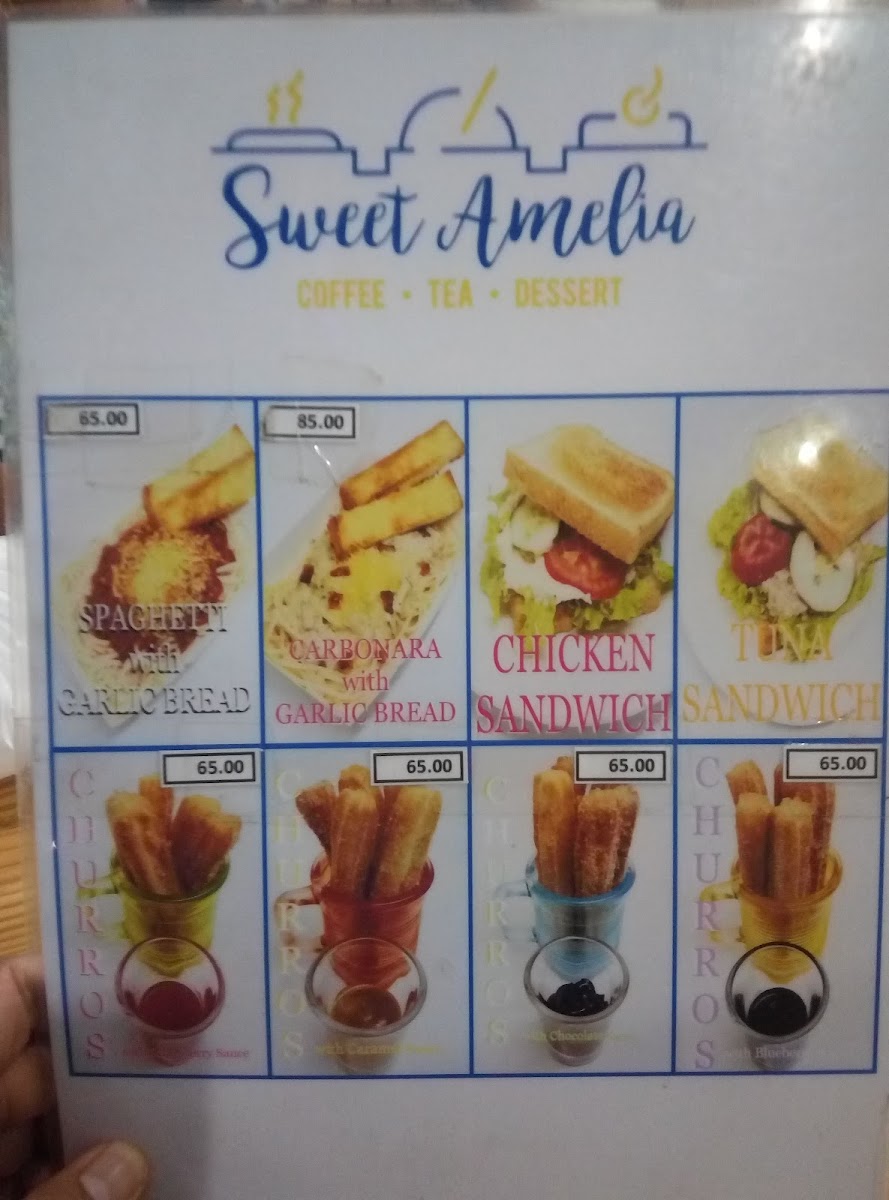 Sweet Amelia
COFFEE • TEA • DESSERT
65.00
SPAGHETTI
with
GARLIC BREAD
85.00
CARBONARA
with
GARLIC BREAD
CHICKEN
SANDWICH
TUNA
SANDWICH
65.00
CHURROS
Sauce
65.00
CHURROS
with Caramel
65.00
CHURROS
with Chocolate
65.00
CHURROS
with Blueberry